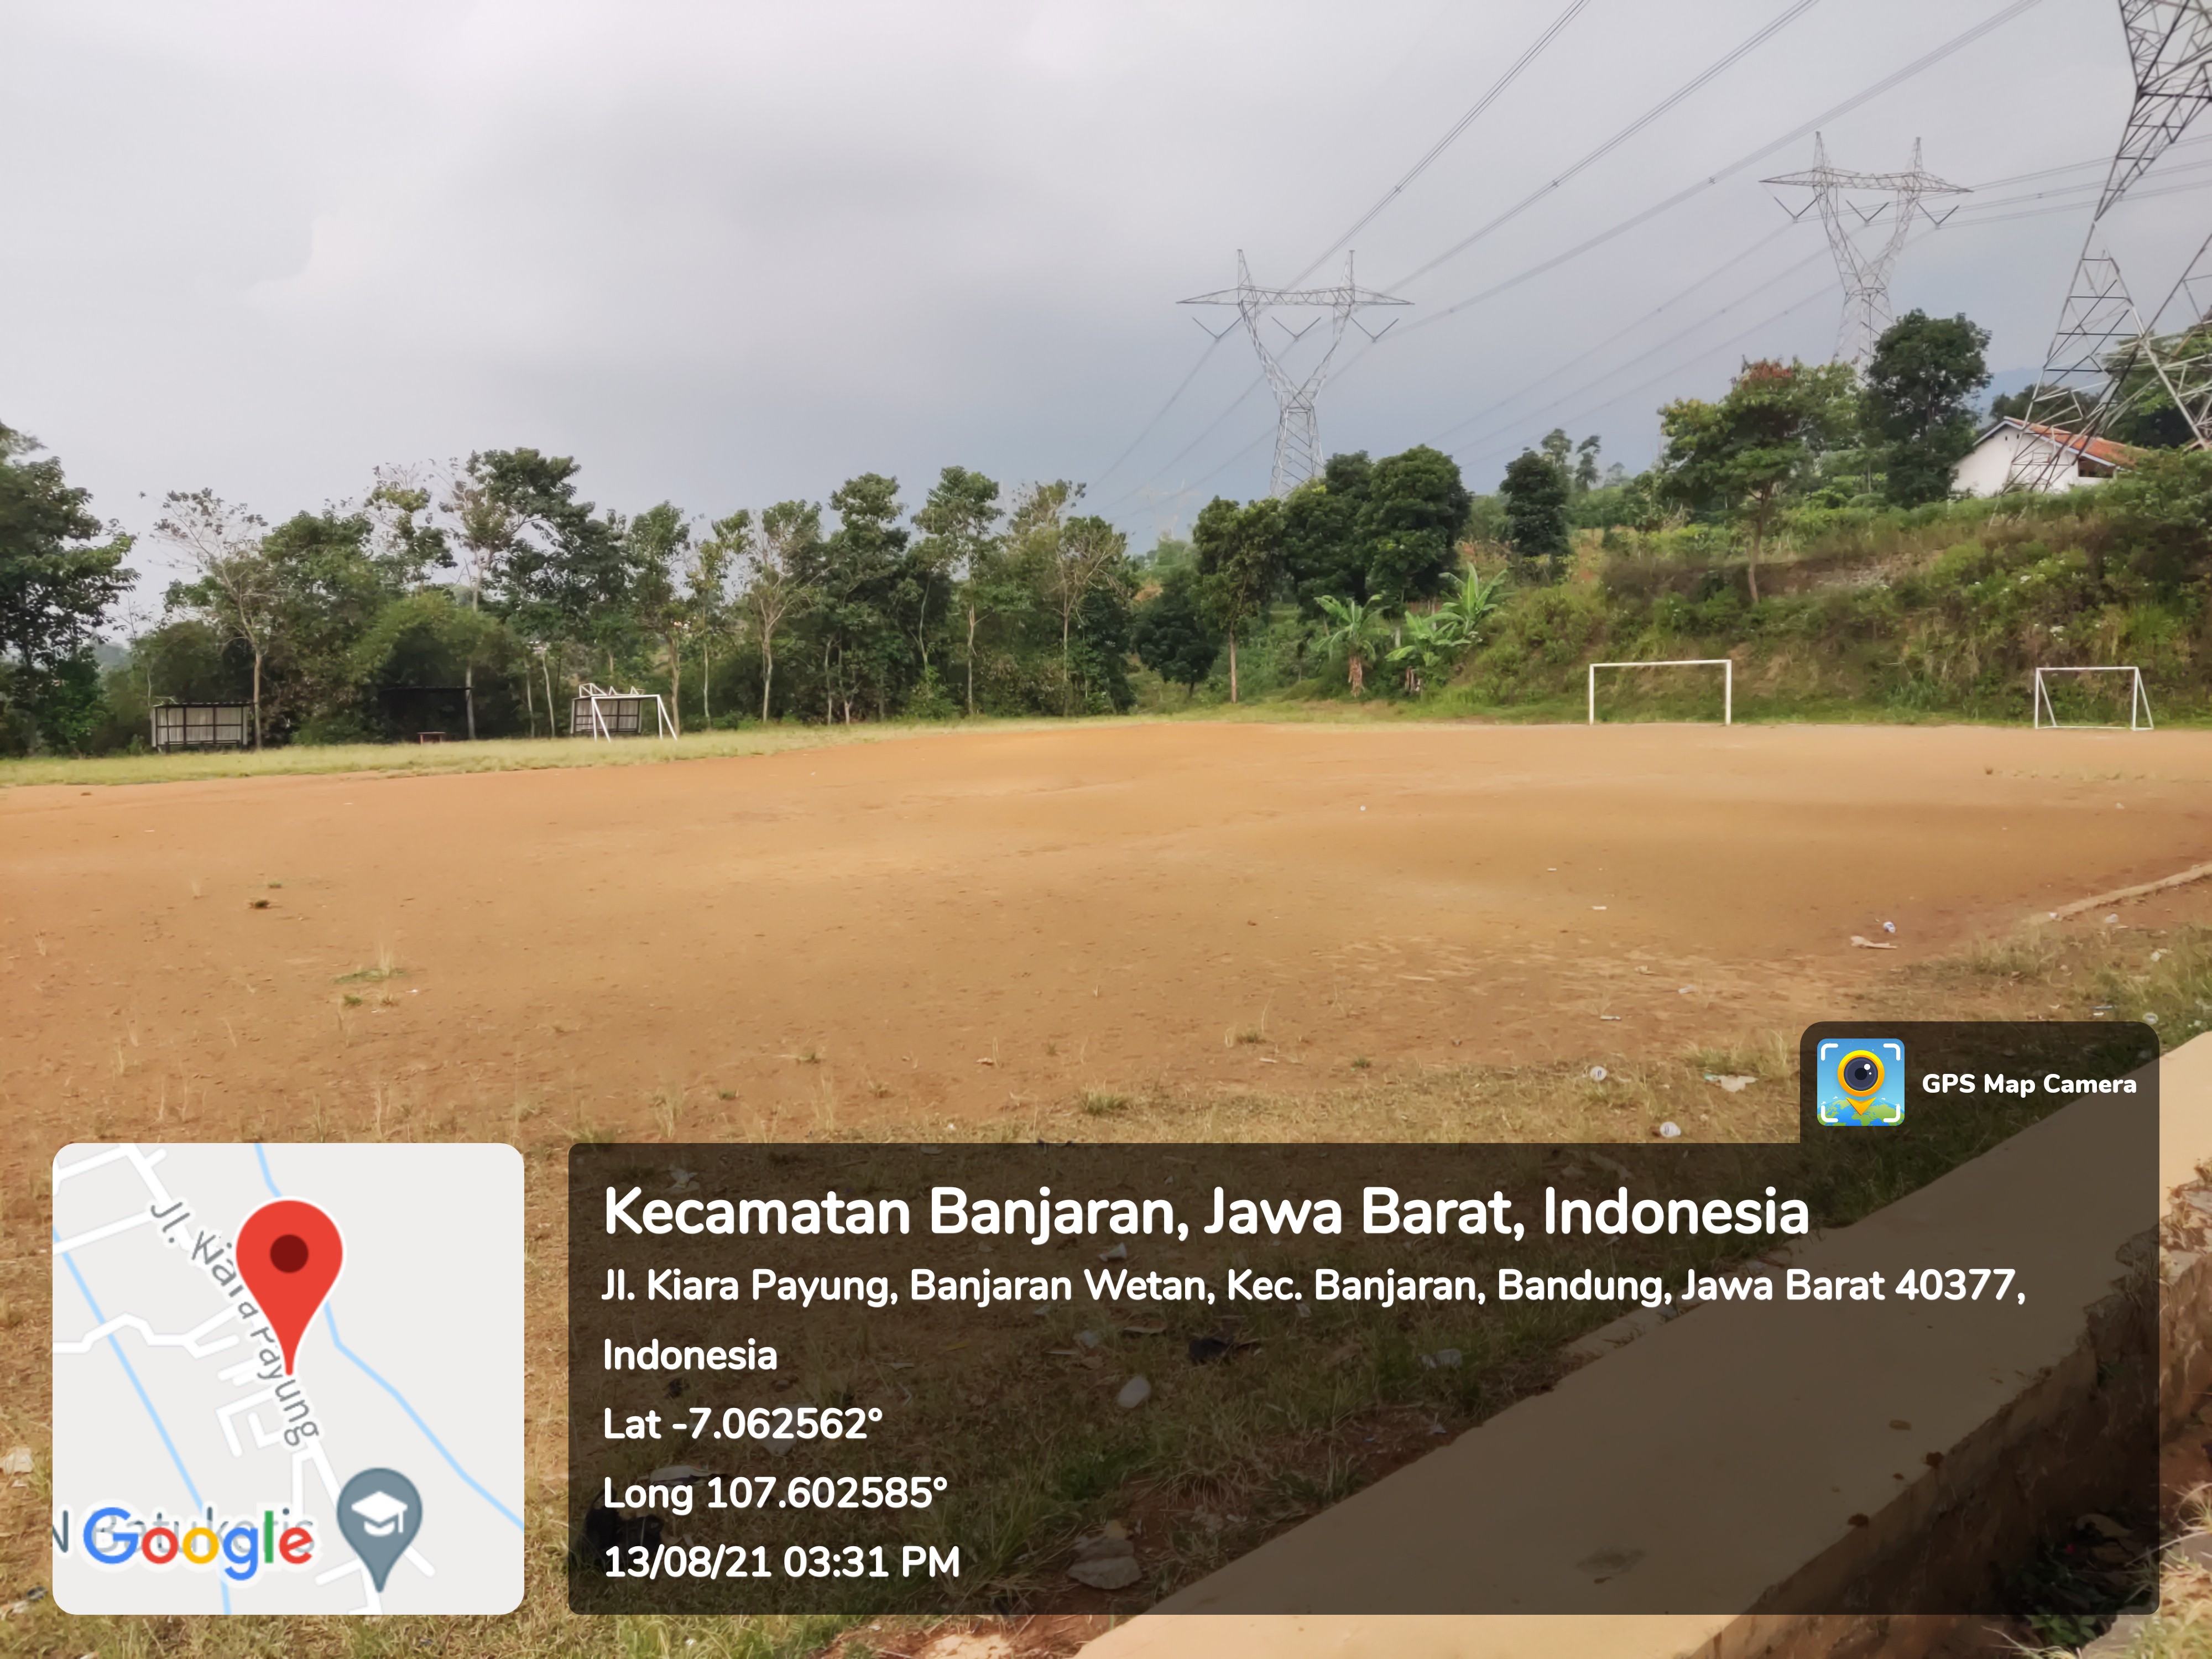 GPS Map Camera
Kecamatan Banjaran, Jawa Barat, Indonesia
Jl. Kiara Payung, Banjaran Wetan, Kec. Banjaran, Bandung, Jawa Barat 40377,
Indonesia
Lat -7.062562°
Long 107.602585°
13/08/21 03:31 PM
Jl. Kiara Payung
Google